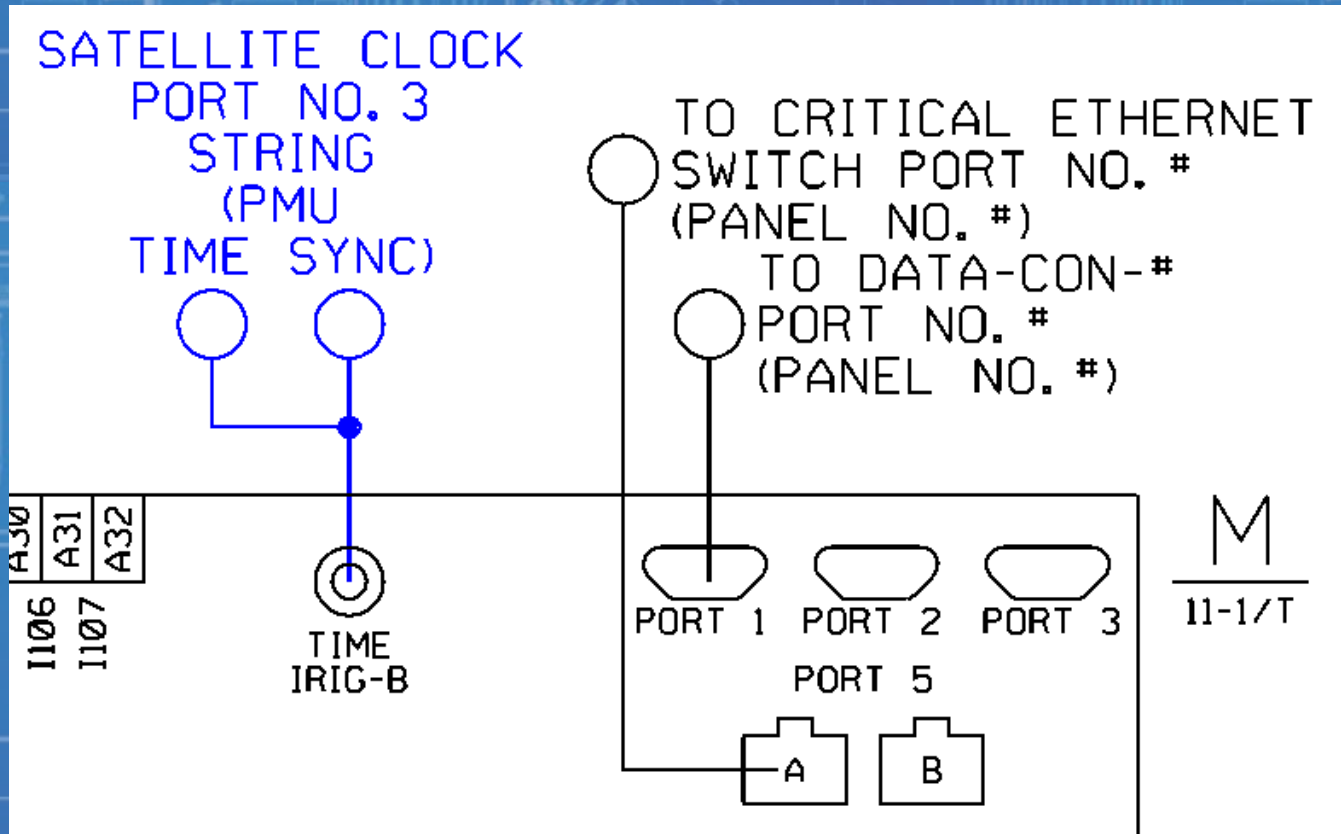 SATELLITE CLOCK
PORT NO. 3
STRING
(PMU
TIME SYNC)
TO CRITICAL ETHERNET
SWITCH PORT NO. #
(PANEL NO. #)
TO DATA-CON-#
PORT NO. #
(PANEL NO. #)
A30
A31
A32
I106
I107
TIME
IRIG-B
PORT 1
PORT 2
PORT 3
PORT 5
A
B
M
11-1/T